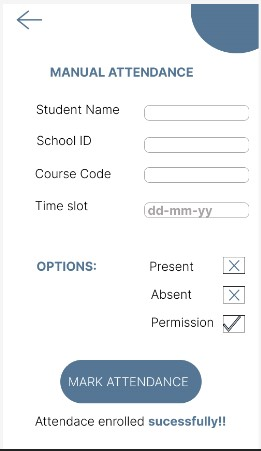 MANUAL ATTENDANCE
Student Name
School ID
Course Code
Time slot dd-mm-yy
OPTIONS: Present
Absent
Permission
MARK ATTENDANCE
Attendace enrolled sucessfully!!